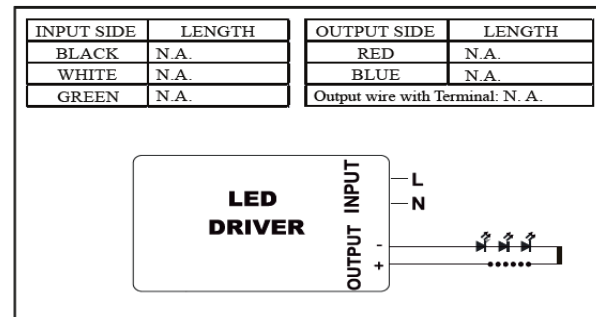 INPUT SIDE LENGTH
BLACK N.A.
WHITE N.A.
GREEN N.A.
OUTPUT SIDE LENGTH
RED N.A.
BLUE N.A.
Output wire with Terminal: N. A.
LED
DRIVER
INPUT
OUTPUT
L
N
-
+